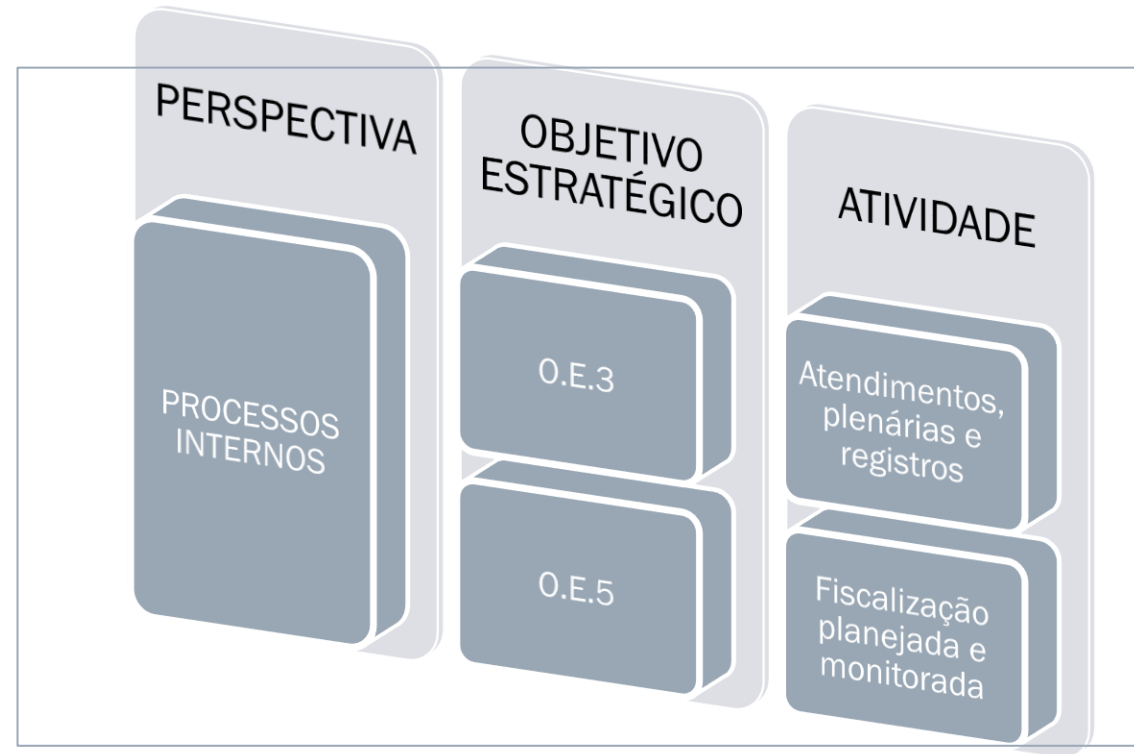 PERSPECTIVA
PROCESSOS
INTERNOS
OBJETIVO
ESTRATÉGICO
O.E.3
O.E.5
ATIVIDADE
Atendimentos,
plenárias e
registros
Fiscalização
planejada e
monitorada